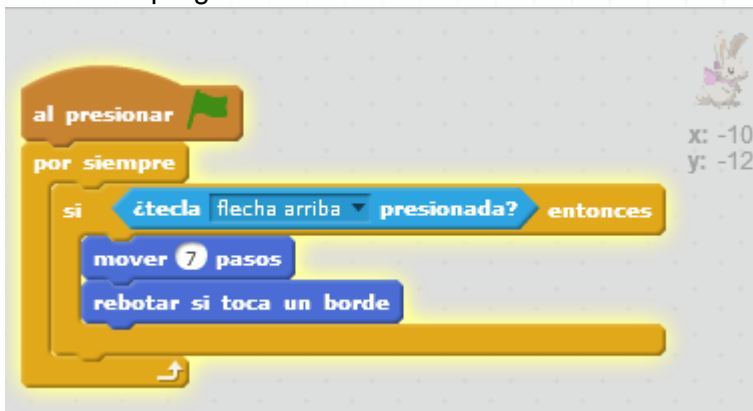 al presionar
por siempre
si ¿tecla flecha arriba presionada? entonces
mover 7 pasos
rebotar si toca un borde
x: -10
y: -12